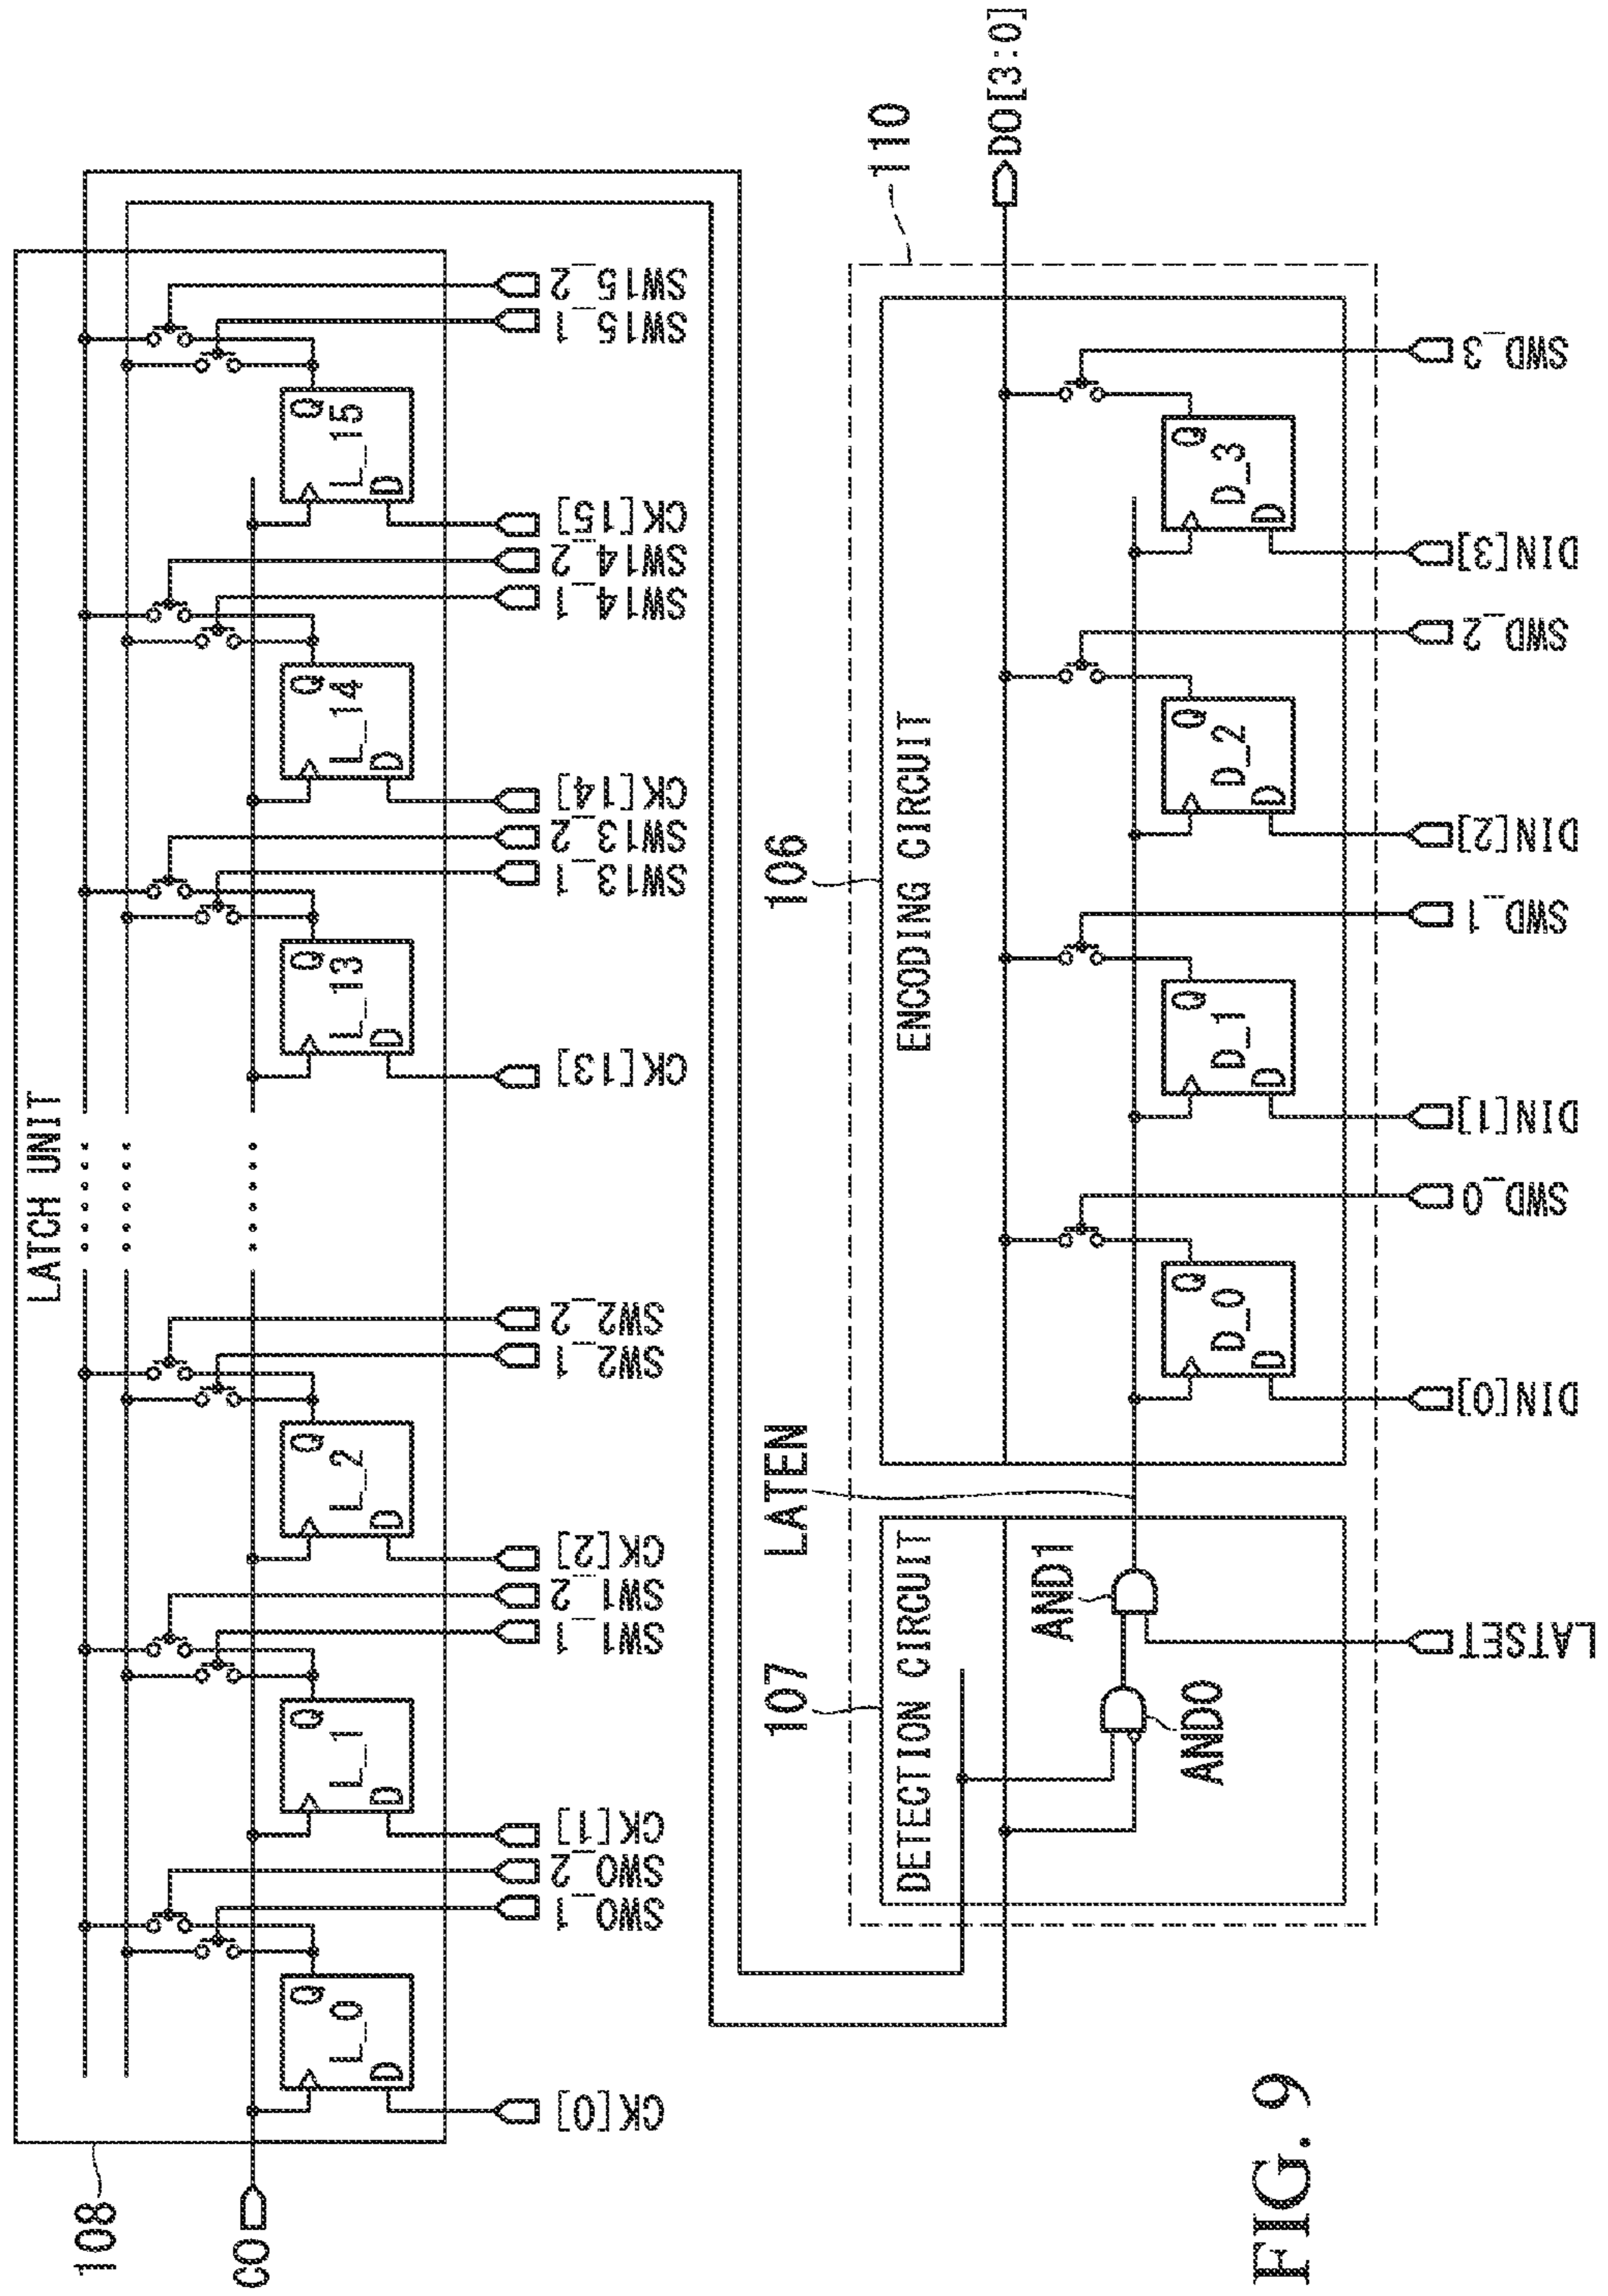 108
LATCH UNIT
CO
Q
L_0
D
Q
L_1
D
Q
L_2
D
Q
L_13
D
Q
L_14
D
Q
L_15
D
CK[0]
SW0_1
SW0_2
CK[1]
SW1_1
SW1_2
CK[2]
SW2_1
SW2_2
CK[13]
SW13_1
SW13_2
CK[14]
SW14_1
SW14_2
CK[15]
SW15_1
SW15_2
107
LATEN
106
110
DETECTION CIRCUIT
ENCODING CIRCUIT
DO[3:0]
AND1
AND0
Q
D_0
D
Q
D_1
D
Q
D_2
D
Q
D_3
D
LATSET
DIN[0]
SWD_0
DIN[1]
SWD_1
DIN[2]
SWD_2
DIN[3]
SWD_3
FIG. 9